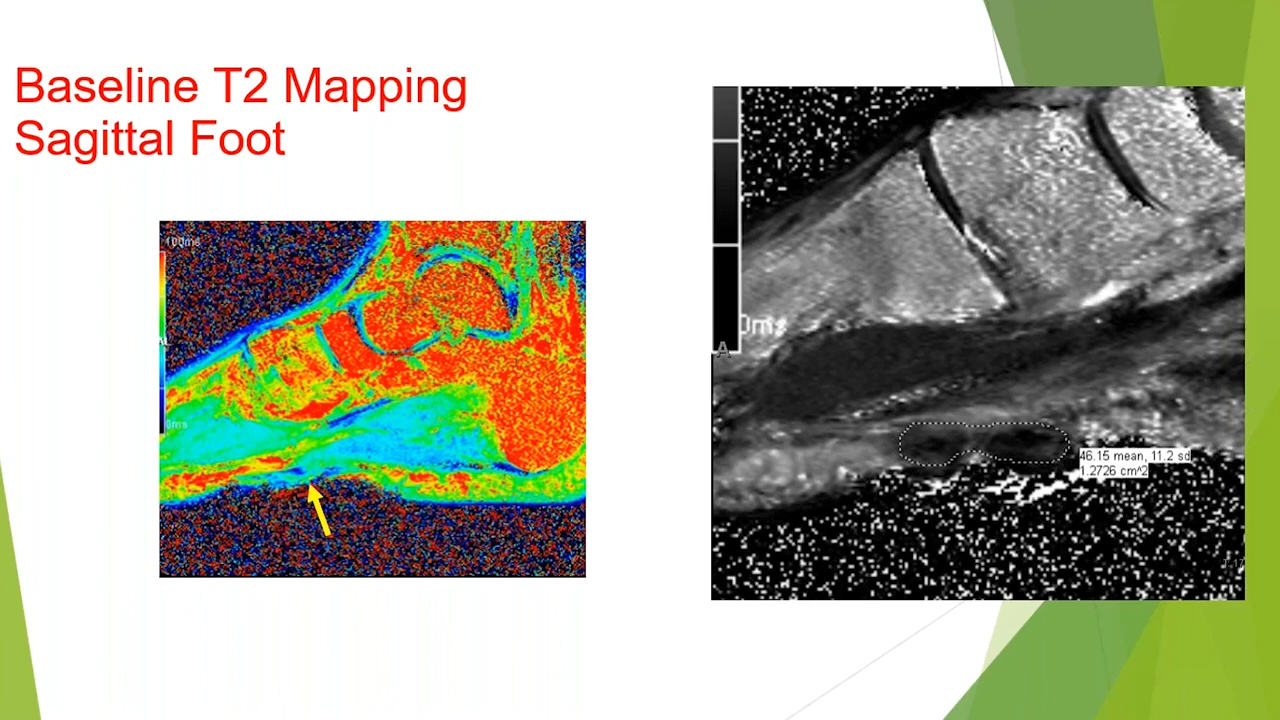 Baseline T2 Mapping
Sagittal Foot
100ms
0ms
0ms
A
46.15 mean, 11.2 sd
1.2726 cm^2